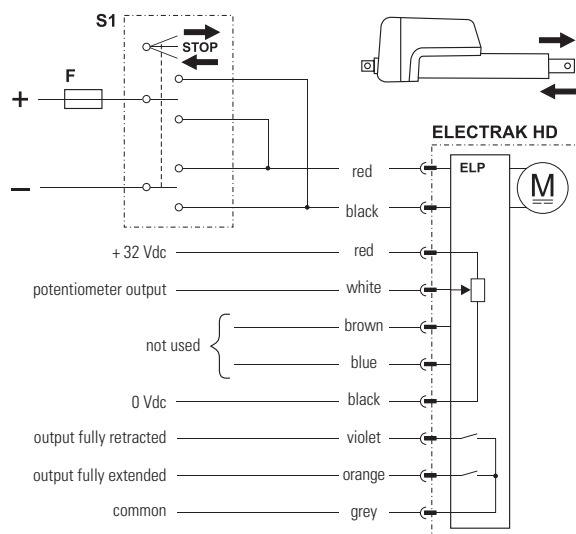 S1
STOP
F
+
–
ELECTRAK HD
ELP
M
red
black
+ 32 Vdc red
potentiometer output white
not used
brown
blue
0 Vdc black
output fully retracted violet
output fully extended orange
common grey